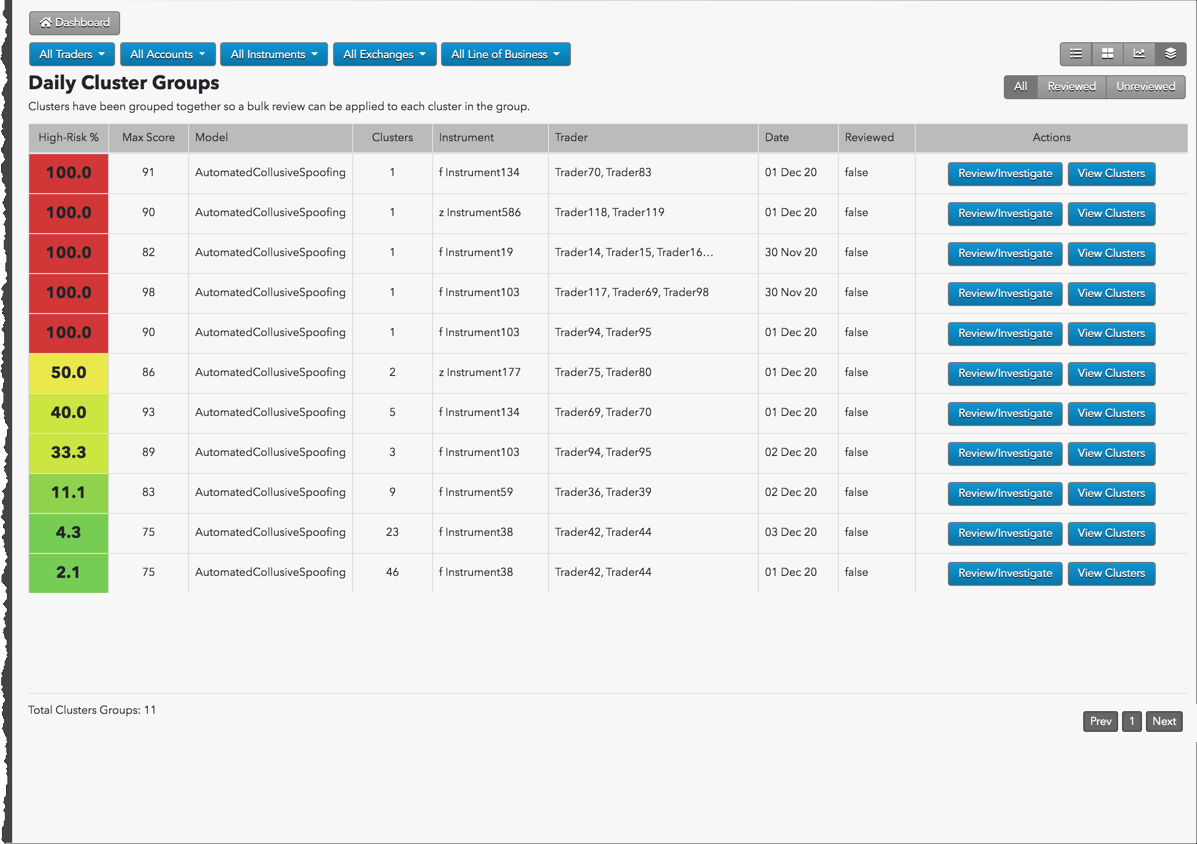 Dashboard
All Traders All Accounts All Instruments All Exchanges All Line of Business
Daily Cluster Groups
All Reviewed Unreviewed
Clusters have been grouped together so a bulk review can be applied to each cluster in the group.
High-Risk % Max Score Model Clusters Instrument Trader Date Reviewed Actions
100.0 91 AutomatedCollusiveSpoofing 1 f Instrument134 Trader70, Trader83 01 Dec 20 false Review/Investigate View Clusters
100.0 90 AutomatedCollusiveSpoofing 1 z Instrument586 Trader118, Trader119 01 Dec 20 false Review/Investigate View Clusters
100.0 82 AutomatedCollusiveSpoofing 1 f Instrument19 Trader14, Trader15, Trader16... 30 Nov 20 false Review/Investigate View Clusters
100.0 98 AutomatedCollusiveSpoofing 1 f Instrument103 Trader117, Trader69, Trader98 30 Nov 20 false Review/Investigate View Clusters
100.0 90 AutomatedCollusiveSpoofing 1 f Instrument103 Trader94, Trader95 01 Dec 20 false Review/Investigate View Clusters
50.0 86 AutomatedCollusiveSpoofing 2 z Instrument177 Trader75, Trader80 01 Dec 20 false Review/Investigate View Clusters
40.0 93 AutomatedCollusiveSpoofing 5 f Instrument134 Trader69, Trader70 01 Dec 20 false Review/Investigate View Clusters
33.3 89 AutomatedCollusiveSpoofing 3 f Instrument103 Trader94, Trader95 02 Dec 20 false Review/Investigate View Clusters
11.1 83 AutomatedCollusiveSpoofing 9 f Instrument59 Trader36, Trader39 02 Dec 20 false Review/Investigate View Clusters
4.3 75 AutomatedCollusiveSpoofing 23 f Instrument38 Trader42, Trader44 03 Dec 20 false Review/Investigate View Clusters
2.1 75 AutomatedCollusiveSpoofing 46 f Instrument38 Trader42, Trader44 01 Dec 20 false Review/Investigate View Clusters
Total Clusters Groups: 11
Prev 1 Next